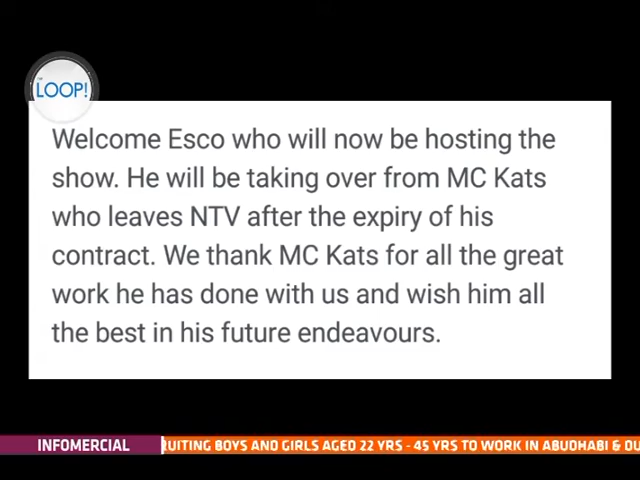 THE
LOOP!
Welcome Esco who will now be hosting the
show. He will be taking over from MC Kats
who leaves NTV after the expiry of his
contract. We thank MC Kats for all the great
work he has done with us and wish him all
the best in his future endeavours.
INFOMERCIAL
UITING BOYS AND GIRLS AGED 22 YRS - 45 YRS TO WORK IN ABUDHABI & DU